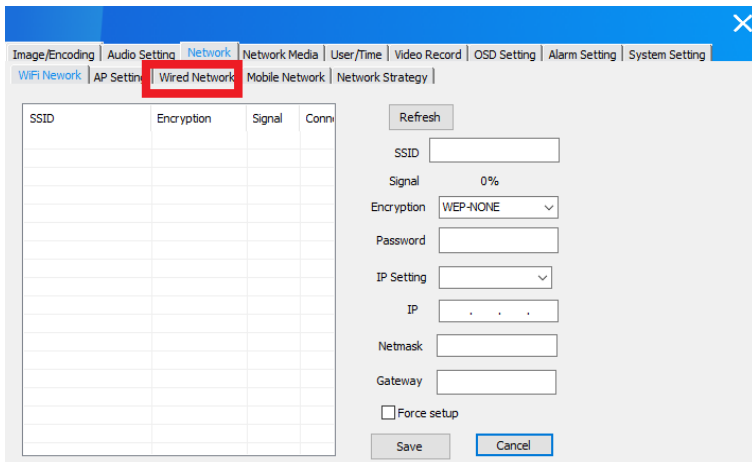 Image/Encoding Audio Setting Network Network Media User/Time Video Record OSD Setting Alarm Setting System Setting
WiFi Nework AP Setting Wired Network Mobile Network Network Strategy
SSID Encryption Signal Conn
Refresh
SSID
Signal 0%
Encryption WEP-NONE
Password
IP Setting
IP . . .
Netmask
Gateway
Force setup
Save Cancel